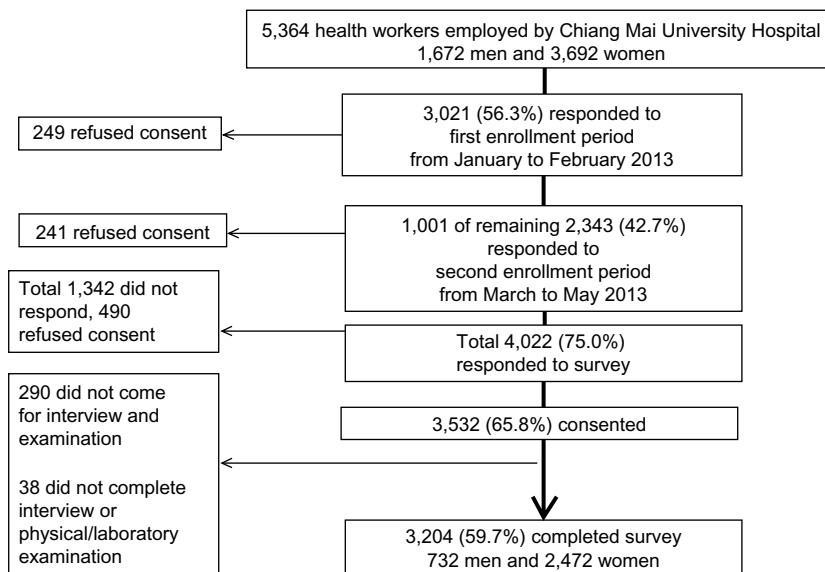 5,364 health workers employed by Chiang Mai University Hospital
1,672 men and 3,692 women
3,021 (56.3%) responded to
first enrollment period
from January to February 2013
249 refused consent
1,001 of remaining 2,343 (42.7%)
responded to
second enrollment period
from March to May 2013
241 refused consent
Total 1,342 did not
respond, 490
refused consent
Total 4,022 (75.0%)
responded to survey
290 did not come
for interview and
examination
38 did not complete
interview or
physical/laboratory
examination
3,532 (65.8%) consented
3,204 (59.7%) completed survey
732 men and 2,472 women